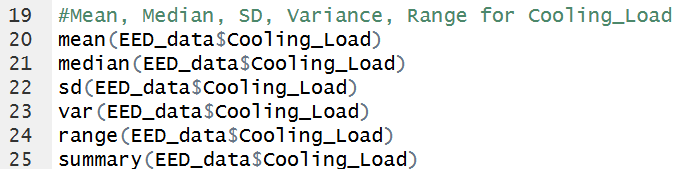 19 #Mean, Median, SD, Variance, Range for Cooling_Load
20 mean(EED_data$Cooling_Load)
21 median(EED_data$Cooling_Load)
22 sd(EED_data$Cooling_Load)
23 var(EED_data$Cooling_Load)
24 range(EED_data$Cooling_Load)
25 summary(EED_data$Cooling_Load)